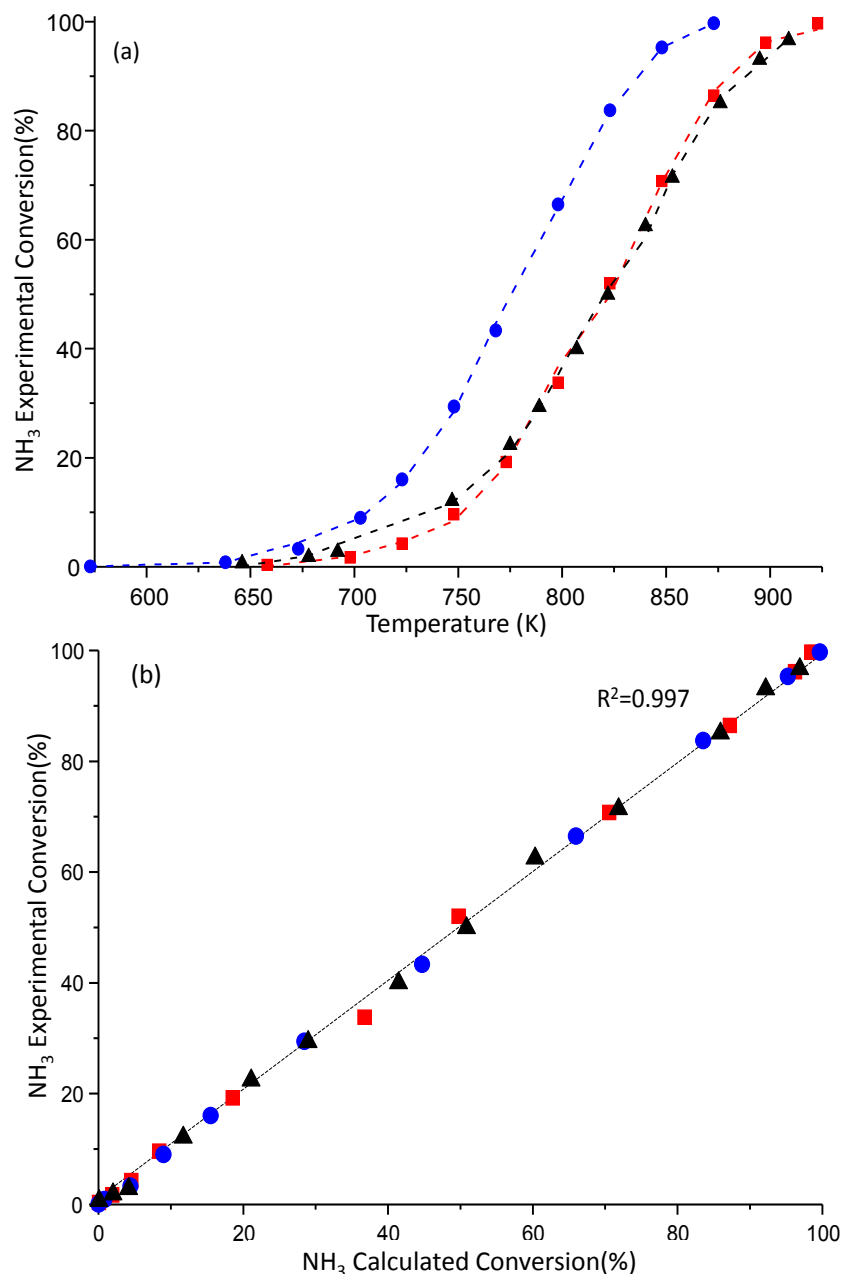 (a)
NH₃ Experimental Conversion(%)
100
80
60
40
20
0
600 650 700 750 800 850 900
Temperature (K)
(b)
R²=0.997
NH₃ Experimental Conversion(%)
100
80
60
40
20
0
0 20 40 60 80 100
NH₃ Calculated Conversion(%)